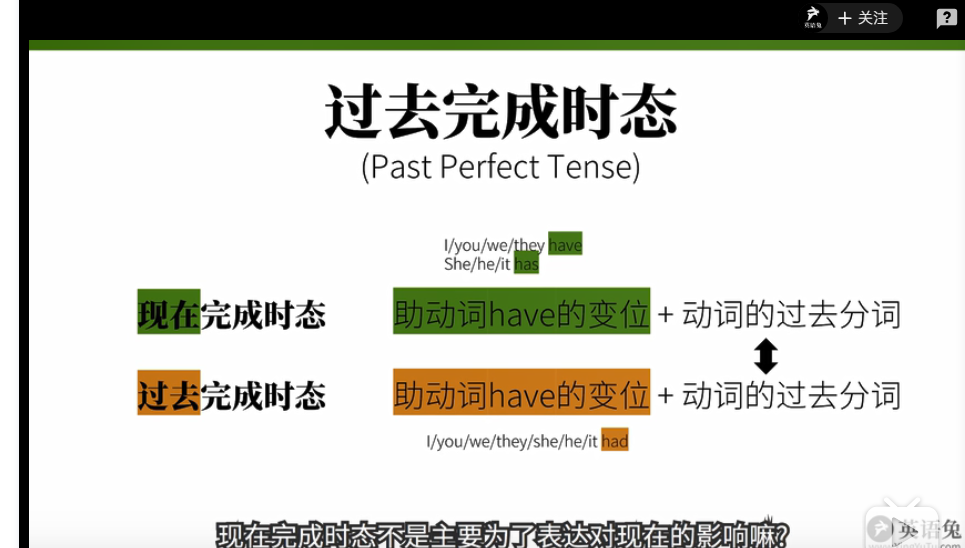 英语兔
+ 关注
?
过去完成时态
(Past Perfect Tense)
I/you/we/they have
She/he/it has
现在完成时态 助动词have的变位 + 动词的过去分词
过去完成时态 助动词have的变位 + 动词的过去分词
I/you/we/they/she/he/it had
现在完成时态不是主要为了表达对现在的影响嘛?
英语兔